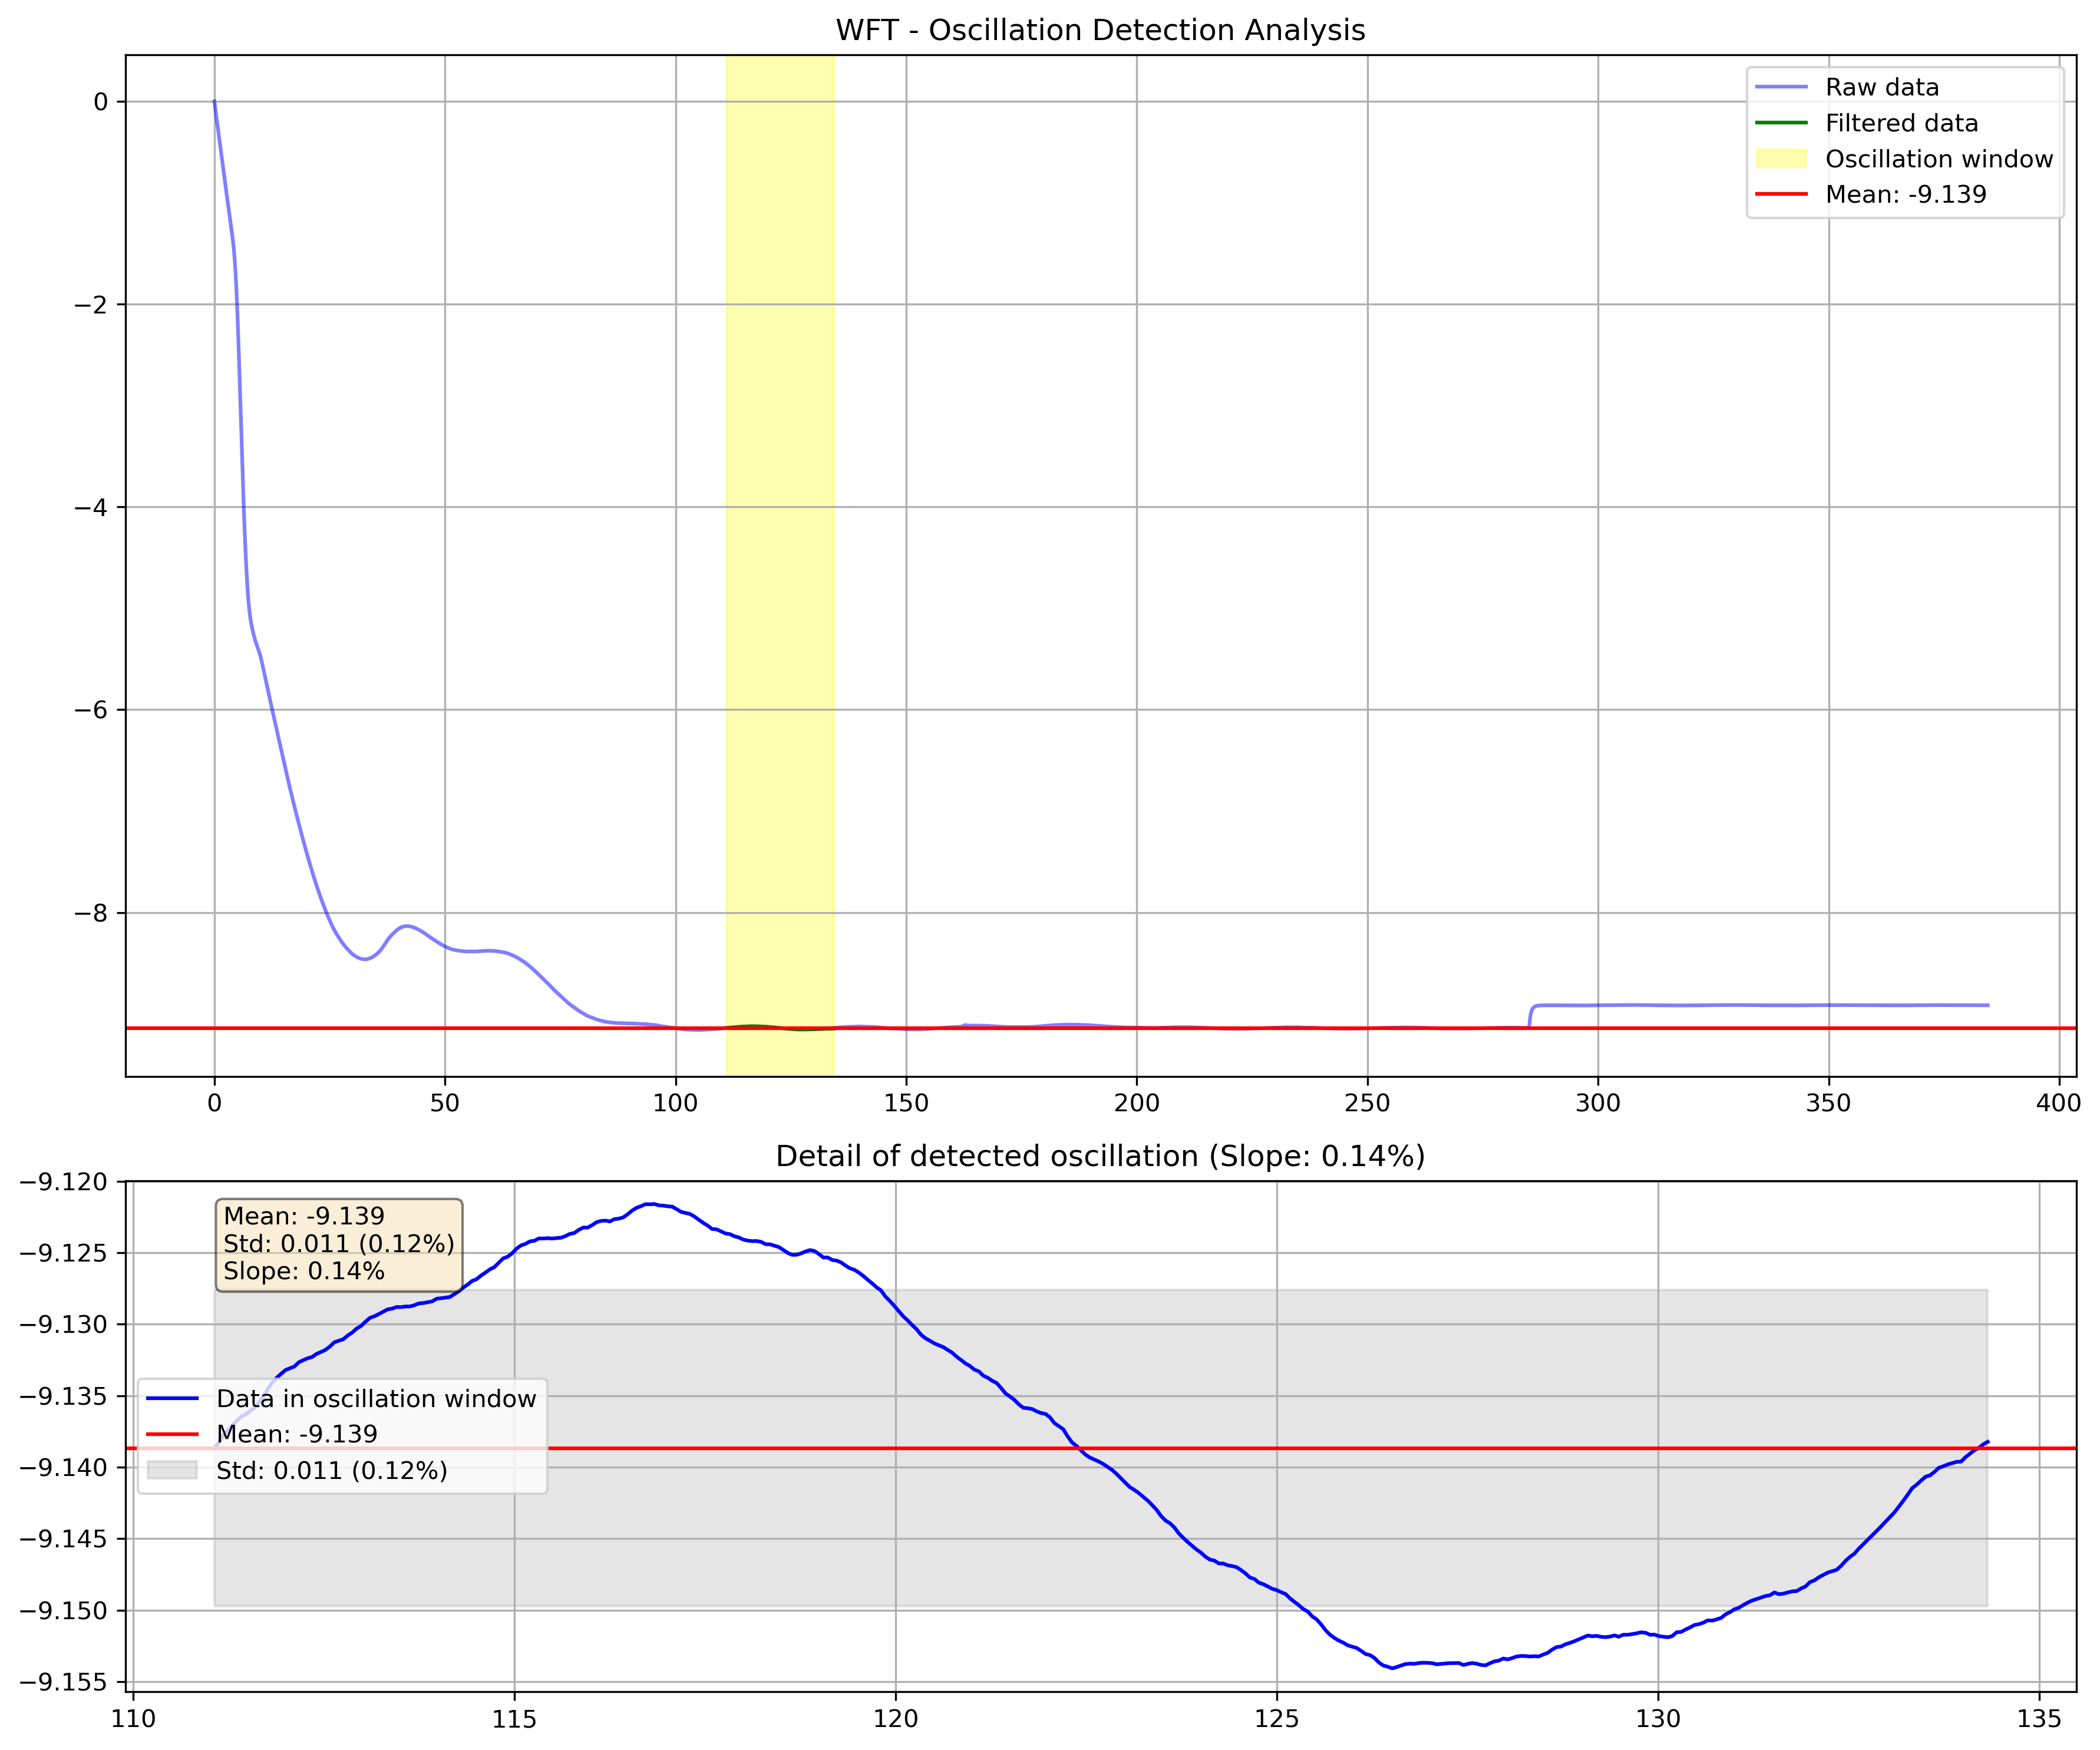 WFT - Oscillation Detection Analysis
0
−2
−4
−6
−8
Raw data
Filtered data
Oscillation window
Mean: -9.139
0 50 100 150 200 250 300 350 400
Detail of detected oscillation (Slope: 0.14%)
−9.120
−9.125
−9.130
−9.135
−9.140
−9.145
−9.150
−9.155
Mean: -9.139
Std: 0.011 (0.12%)
Slope: 0.14%
Data in oscillation window
Mean: -9.139
Std: 0.011 (0.12%)
110 115 120 125 130 135